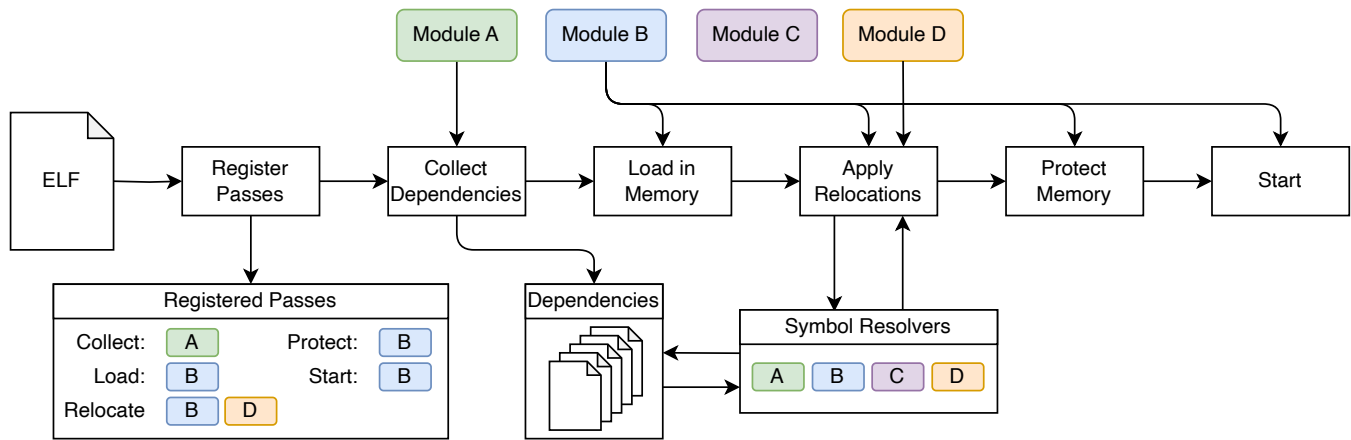 Module A
Module B
Module C
Module D
ELF
Register
Passes
Collect
Dependencies
Load in
Memory
Apply
Relocations
Protect
Memory
Start
Registered Passes
Collect: A
Protect: B
Load: B
Start: B
Relocate B D
Dependencies
Symbol Resolvers
A B C D